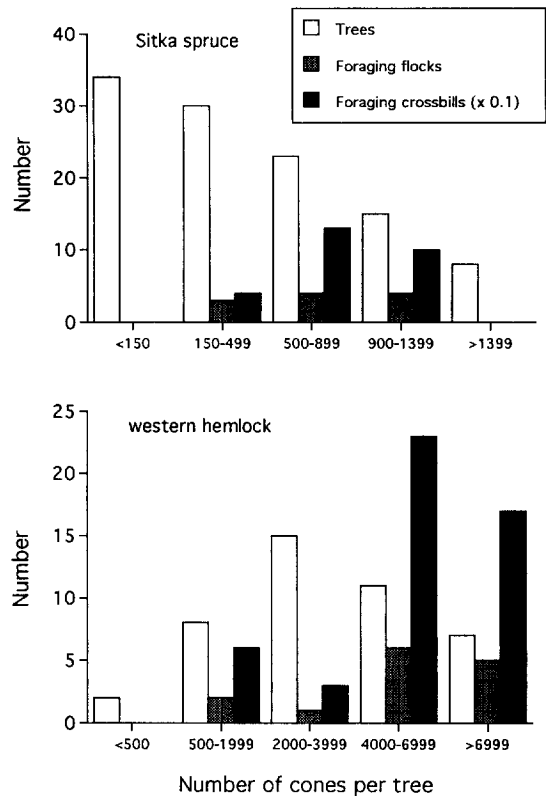 Sitka spruce
Trees
Foraging flocks
Foraging crossbills (x 0.1)
Number
40
30
20
10
0
<150 150-499 500-899 900-1399 >1399
western hemlock
Number
25
20
15
10
5
0
<500 500-1999 2000-3999 4000-6999 >6999
Number of cones per tree